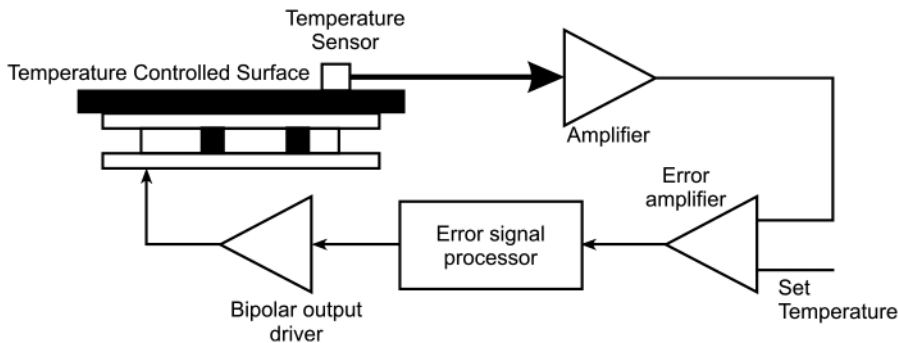 Temperature
Sensor
Temperature Controlled Surface
Amplifier
Error
amplifier
Error signal
processor
Set
Temperature
Bipolar output
driver